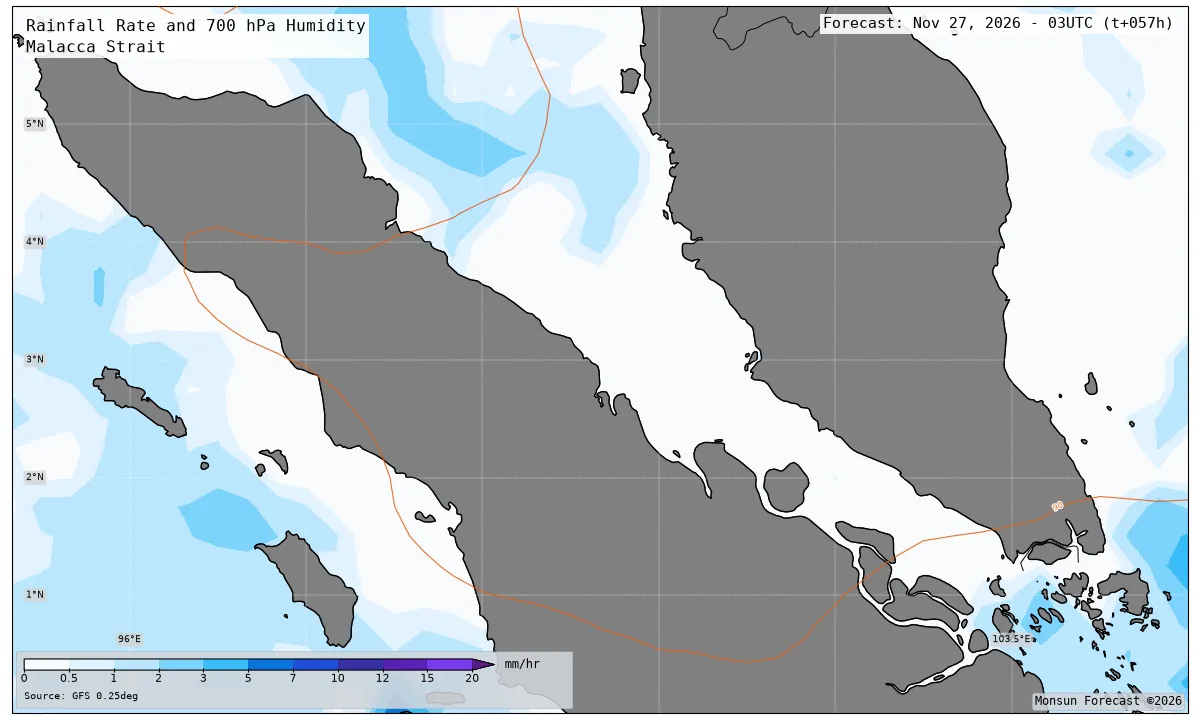 Rainfall Rate and 700 hPa Humidity
Malacca Strait
Forecast: Nov 27, 2026 - 03UTC (t+057h)
5°N
4°N
3°N
2°N
90
1°N
96°E
103.5°E
mm/hr
0 0.5 1 2 3 5 7 10 12 15 20
Source: GFS 0.25deg
Monsun Forecast ©2026